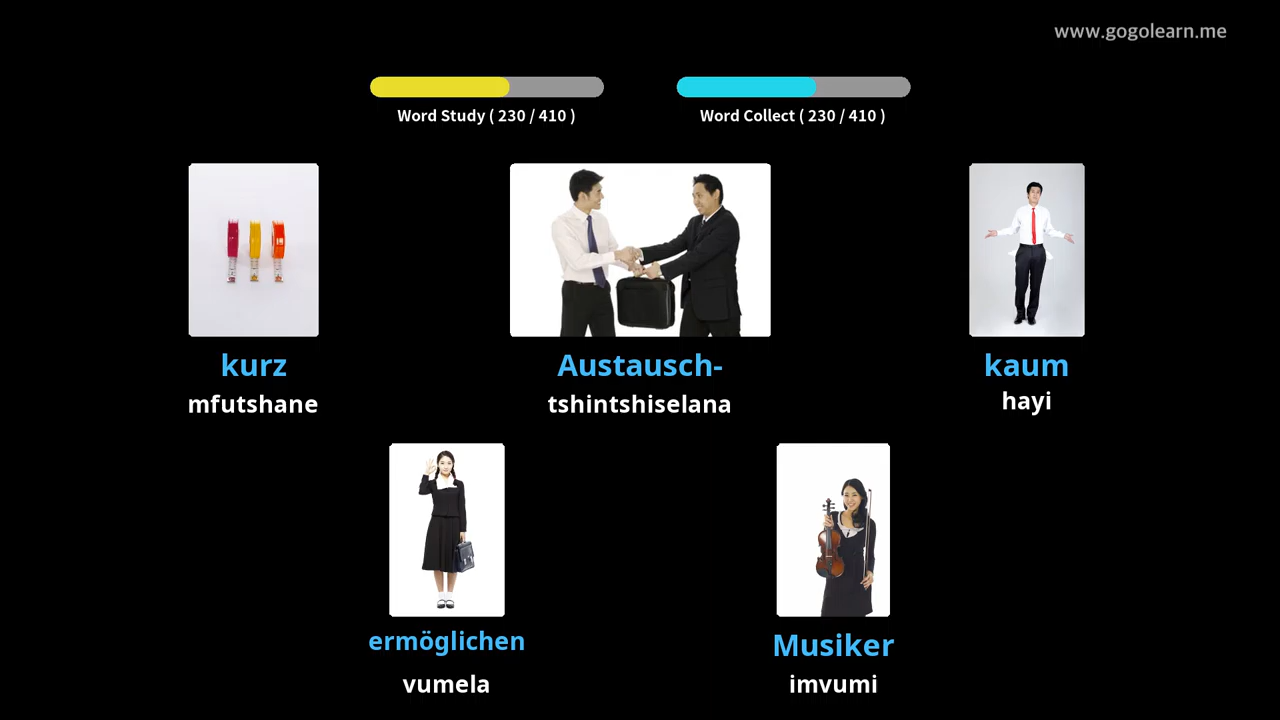 www.gogolearn.me
Word Study ( 230 / 410 )
Word Collect ( 230 / 410 )
kurz
mfutshane
Austausch-
tshintshiselana
kaum
hayi
ermöglichen
vumela
Musiker
imvumi